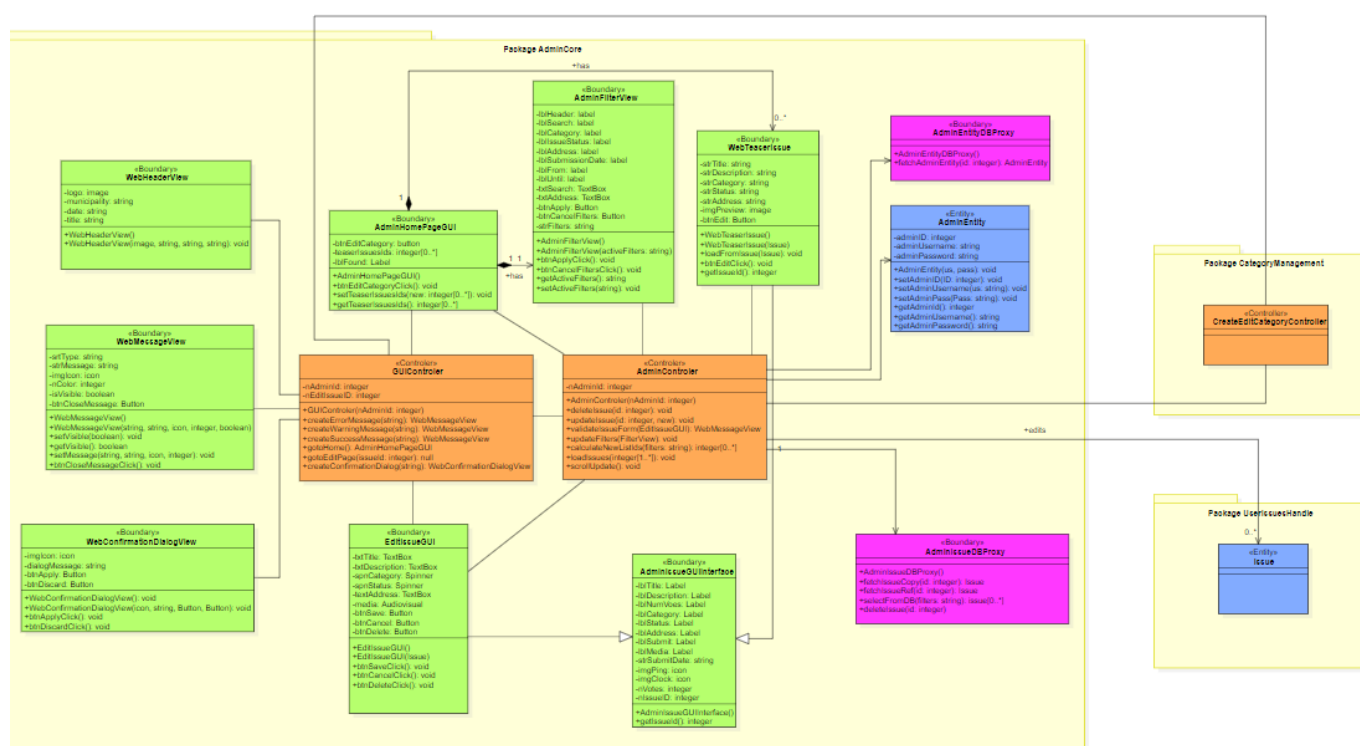 Package AdminCore
+has
0..*
1
«Boundary»
WebHeaderView
-logo: image
-municipality: string
-date: string
-title: string
+WebHeaderView()
+WebHeaderView(image, string, string, string): void
«Boundary»
AdminHomePageGUI
-btnEditCategory: button
-teaserIssuesIds: integer[0..*]
-lblFound: Label
+AdminHomePageGUI()
+btnEditCategoryClick(): void
+setTeaserIssuesIds(new: integer[0..*]): void
+getTeaserIssuesIds(): integer[0..*]
1 1
+has
«Boundary»
AdminFilterView
-lblHeader: label
-lblSearch: label
-lblCategory: label
-lblIssueStatus: label
-lblAddress: label
-lblSubmissionDate: label
-lblFrom: label
-lblUntil: label
-txtSearch: TextBox
-txtAddress: TextBox
-btnApply: Button
-btnCancelFilters: Button
-strFilters: string
+AdminFilterView()
+AdminFilterView(activeFilters: string)
+btnApplyClick(): void
+btnCancelFiltersClick(): void
+getActiveFilters(): string
+setActiveFilters(string): void
«Boundary»
WebTeaserIssue
-strTitle: string
-strDescription: string
-strCategory: string
-strStatus: string
-strAddress: string
-imgPreview: image
-btnEdit: Button
+WebTeaserIssue()
+WebTeaserIssue(Issue)
+loadFromIssue(Issue): void
+btnEditClick(): void
+getIssueId(): integer
«Boundary»
AdminEntityDBProxy
+AdminEntityDBProxy()
+fetchAdminEntity(id: integer): AdminEntity
«Entity»
AdminEntity
-adminID: integer
-adminUsername: string
-adminPassword: string
+AdminEntity(us, pass): void
+setAdminID(ID: integer): void
+setAdminUsername(us: string): void
+setAdminPass(Pass: string): void
+getAdminId(): integer
+getAdminUsername(): string
+getAdminPassword(): string
Package CategoryManagement
«Controller»
CreateEditCategoryController
«Boundary»
WebMessageView
-srtType: string
-strMessage: string
-imgIcon: icon
-nColor: integer
-isVisible: boolean
-btnCloseMessage: Button
+WebMessageView()
+WebMessageView(string, string, icon, integer, boolean)
+setVisible(boolean): void
+getVisible(): boolean
+setMessage(string, string, icon, integer): void
+btnCloseMessageClick(): void
«Controler»
GUIControler
-nAdminId: integer
-nEditIssueID: integer
+GUIControler(nAdminId: integer)
+createErrorMessage(string): WebMessageView
+createWarningMessage(string): WebMessageView
+createSuccessMessage(string): WebMessageView
+gotoHome(): AdminHomePageGUI
+gotoEditPage(issueId: integer): null
+createConfirmationDialog(string): WebConfirmationDialogView
«Controler»
AdminControler
-nAdminId: integer
+AdminControler(nAdminId: integer)
+deleteIssue(id: integer): void
+updateIssue(id: integer, new): void
+validateIssueForm(EditIssueGUI): WebMessageView
+updateFilters(FilterView): void
+calculateNewListIds(filters: string): integer[0..*]
+loadIssues(integer[1..*]): void
+scrollUpdate(): void
+edits
1
«Boundary»
WebConfirmationDialogView
-imgIcon: icon
-dialogMessage: string
-btnApply: Button
-btnDiscard: Button
+WebConfirmationDialogView(): void
+WebConfirmationDialogView(icon, string, Button, Button): void
+btnApplyClick(): void
+btnDiscardClick(): void
«Boundary»
EditIssueGUI
-txtTitle: TextBox
-txtDescription: TextBox
-spnCategory: Spinner
-spnStatus: Spinner
-textAddress: TextBox
-media: Audiovisual
-btnSave: Button
-btnCancel: Button
-btnDelete: Button
+EditIssueGUI()
+EditIssueGUI(Issue)
+btnSaveClick(): void
+btnCancelClick(): void
+btnDeleteClick(): void
«Boundary»
AdminIssueGUIInterface
-lblTitle: Label
-lblDescription: Label
-lblNumVoes: Label
-lblCategory: Label
-lblStatus: Label
-lblAddress: Label
-lblSubmit: Label
-lblMedia: Label
-strSubmitDate: string
-imgPing: icon
-imgClock: icon
-nVotes: integer
-nIssueID: integer
+AdminIssueGUIInterface()
+getIssueId(): integer
«Boundary»
AdminIssueDBProxy
+AdminIssueDBProxy()
+fetchIssueCopy(id: integer): Issue
+fetchIssueRef(id: integer): Issue
+selectFromDB(filters: string): issue[0..*]
+deleteIssue(id: integer)
Package UserIssuesHandle
0..*
«Entity»
Issue